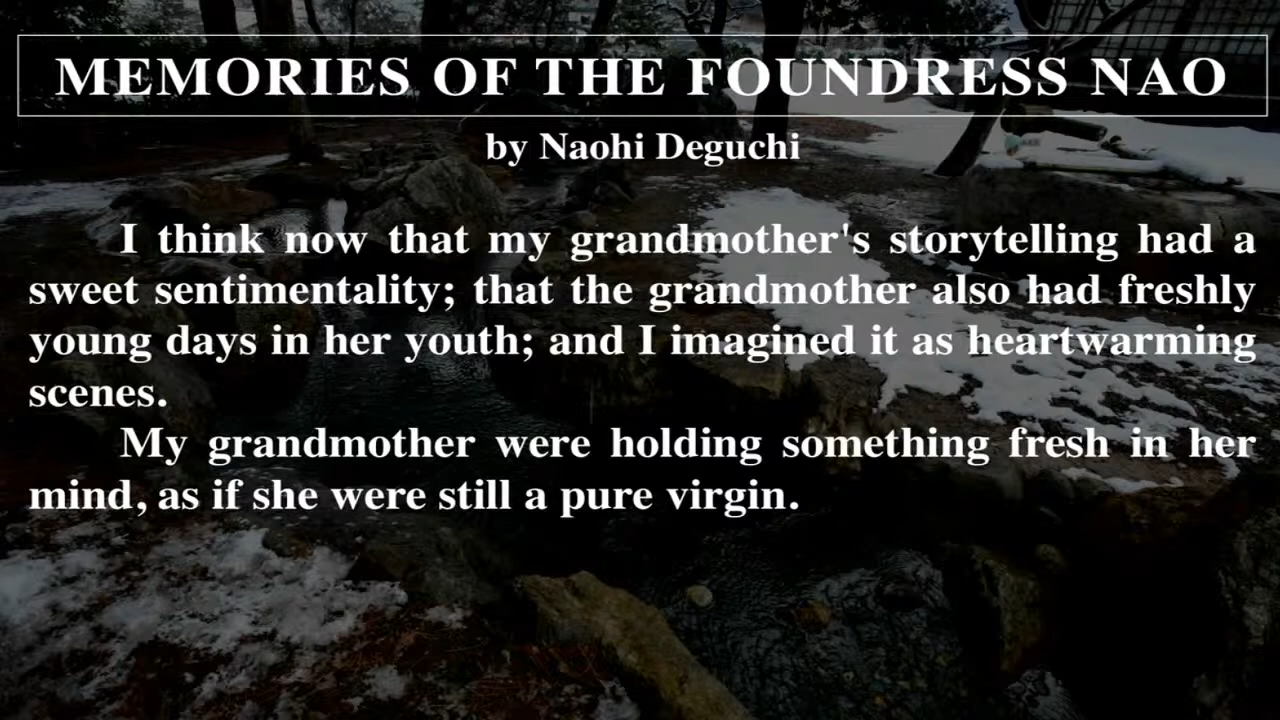 MEMORIES OF THE FOUNDRESS NAO
by Naohi Deguchi
I think now that my grandmother's storytelling had a
sweet sentimentality; that the grandmother also had freshly
young days in her youth; and I imagined it as heartwarming
scenes.
My grandmother were holding something fresh in her
mind, as if she were still a pure virgin.